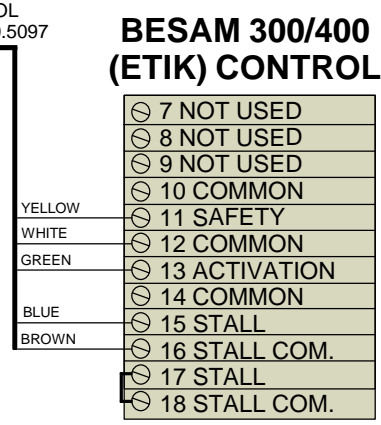 OL
0.5097
BESAM 300/400
(ETIK) CONTROL
7 NOT USED
8 NOT USED
9 NOT USED
10 COMMON
YELLOW
11 SAFETY
WHITE
12 COMMON
GREEN
13 ACTIVATION
14 COMMON
BLUE
15 STALL
BROWN
16 STALL COM.
17 STALL
18 STALL COM.